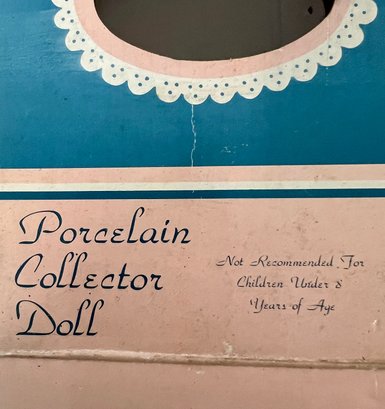 Porcelain
Collector
Doll
Not Recommended For
Children Under 8
Years of Age